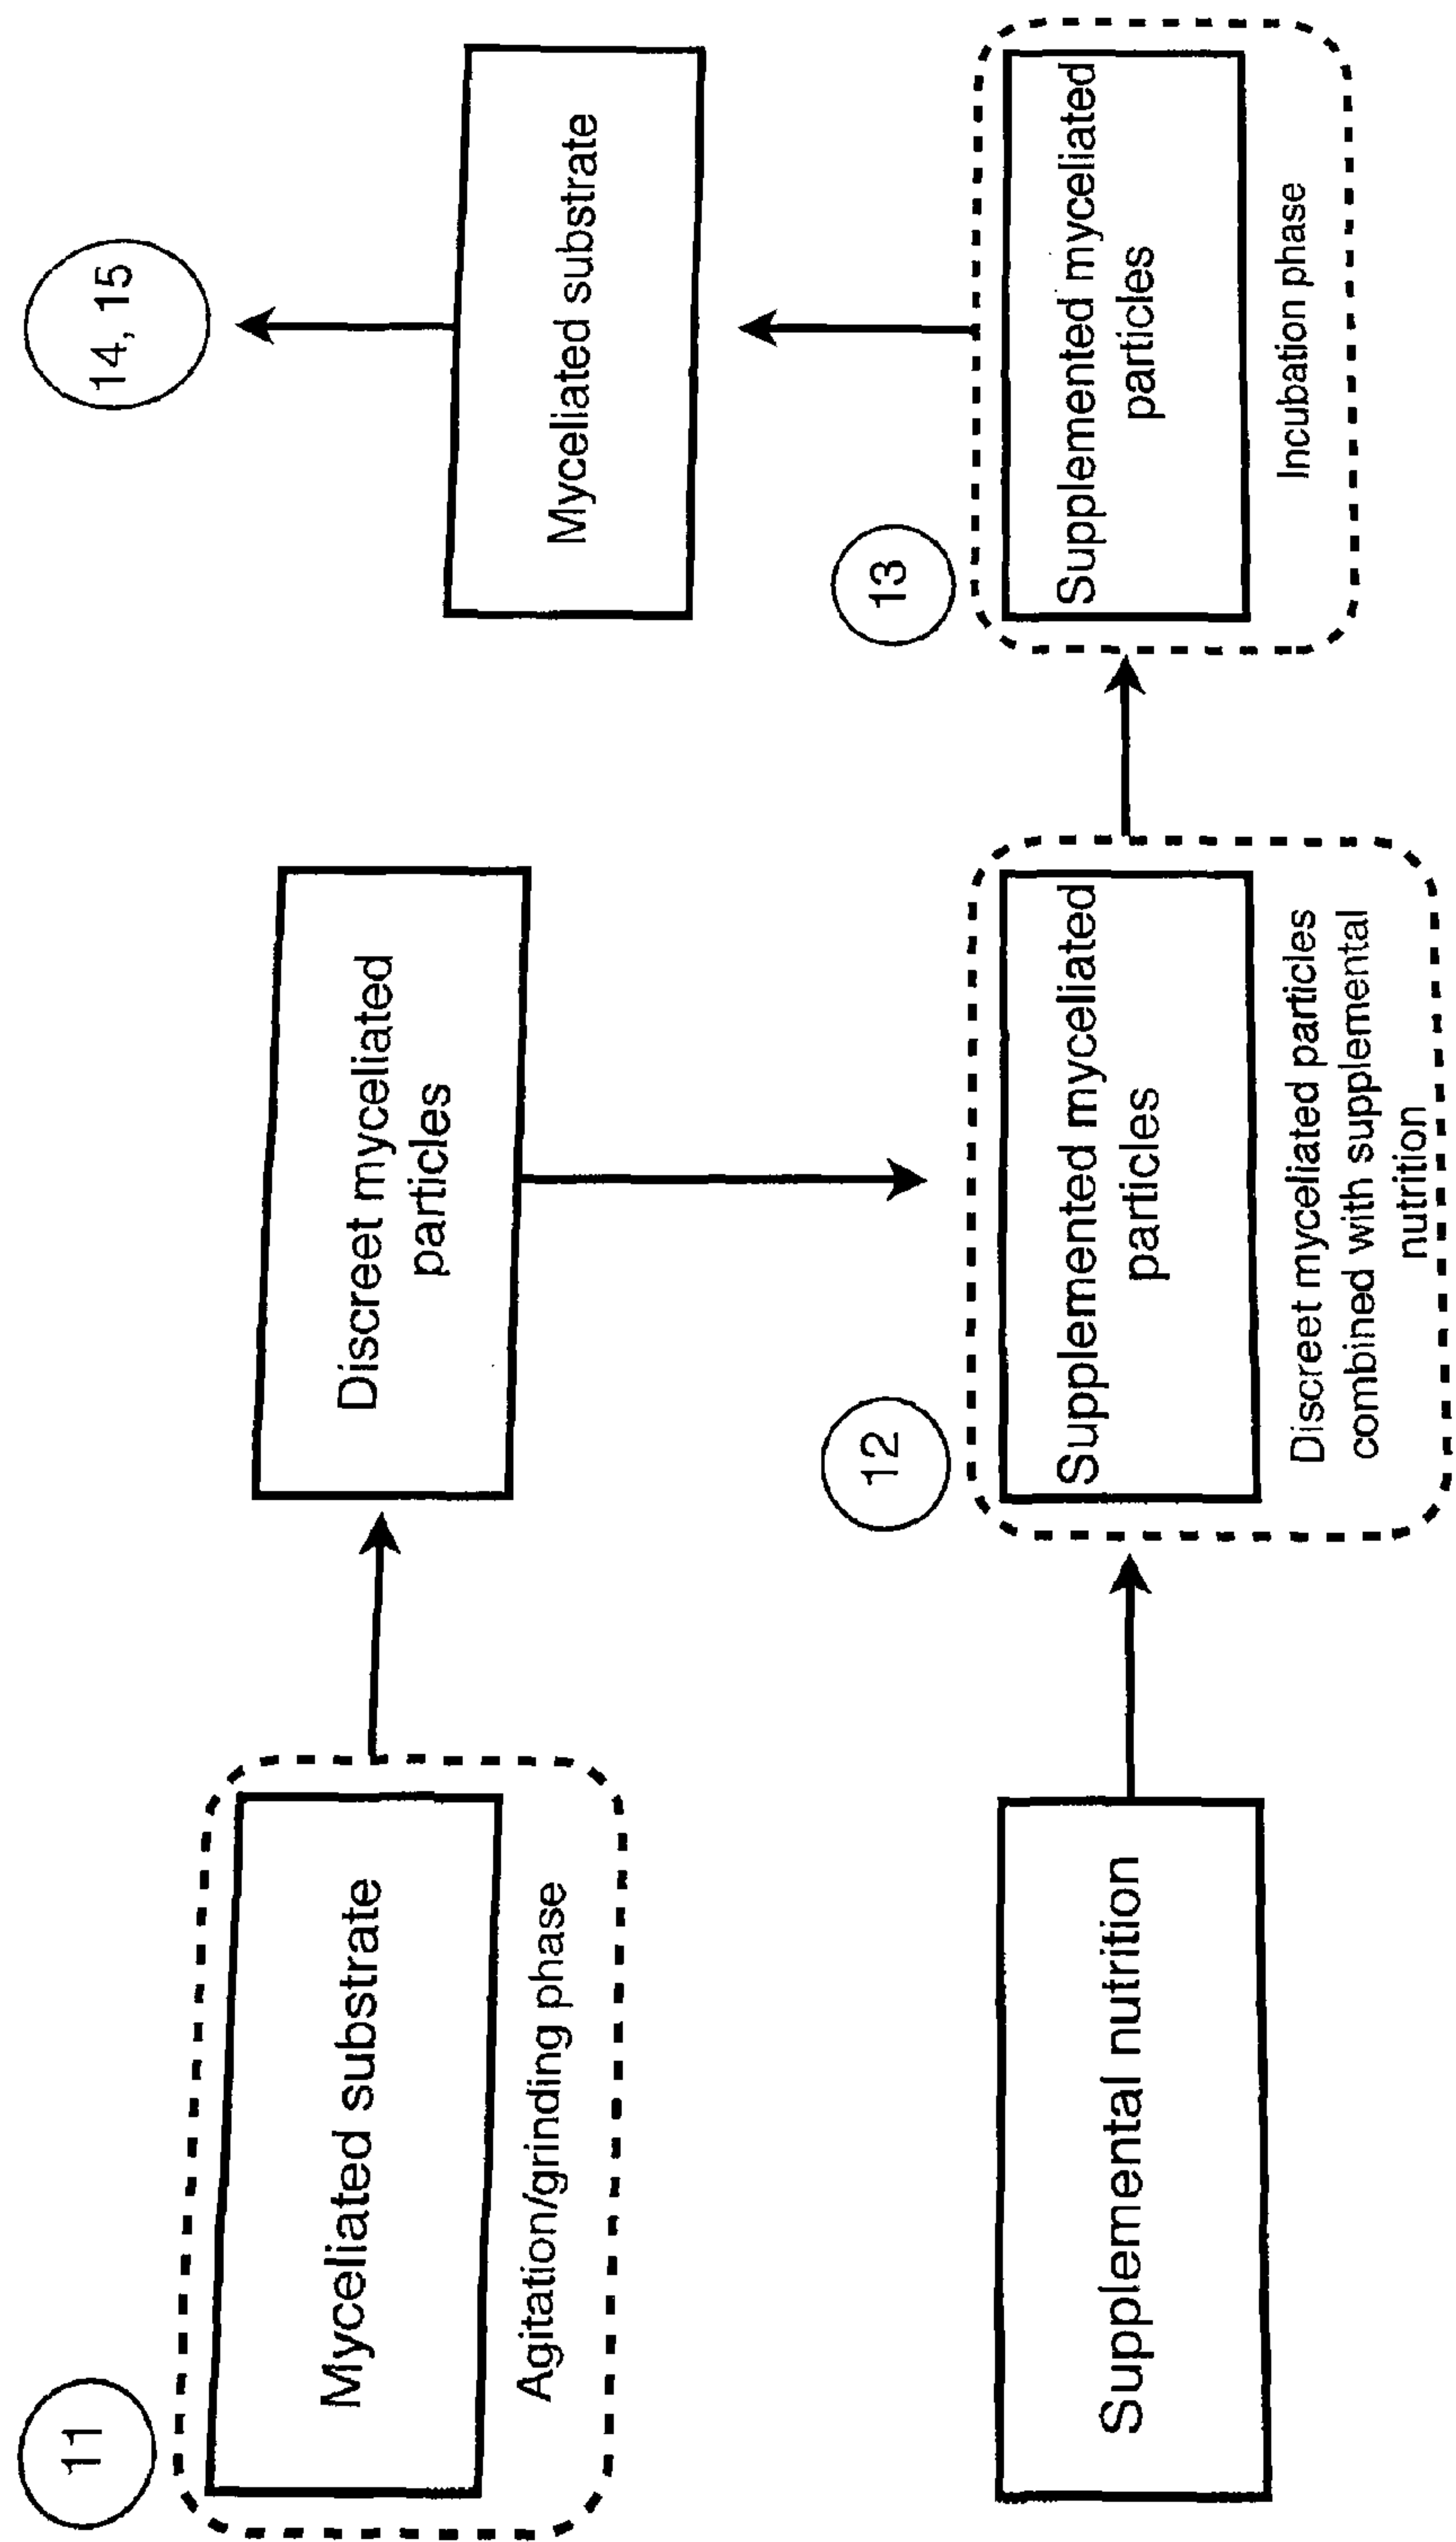 11
Myceliated substrate
Agitation/grinding phase
Discreet myceliated
particles
14, 15
Myceliated substrate
Supplemental nutrition
12
Supplemented myceliated
particles
Discreet myceliated particles
combined with supplemental
nutrition
13
Supplemented myceliated
particles
Incubation phase